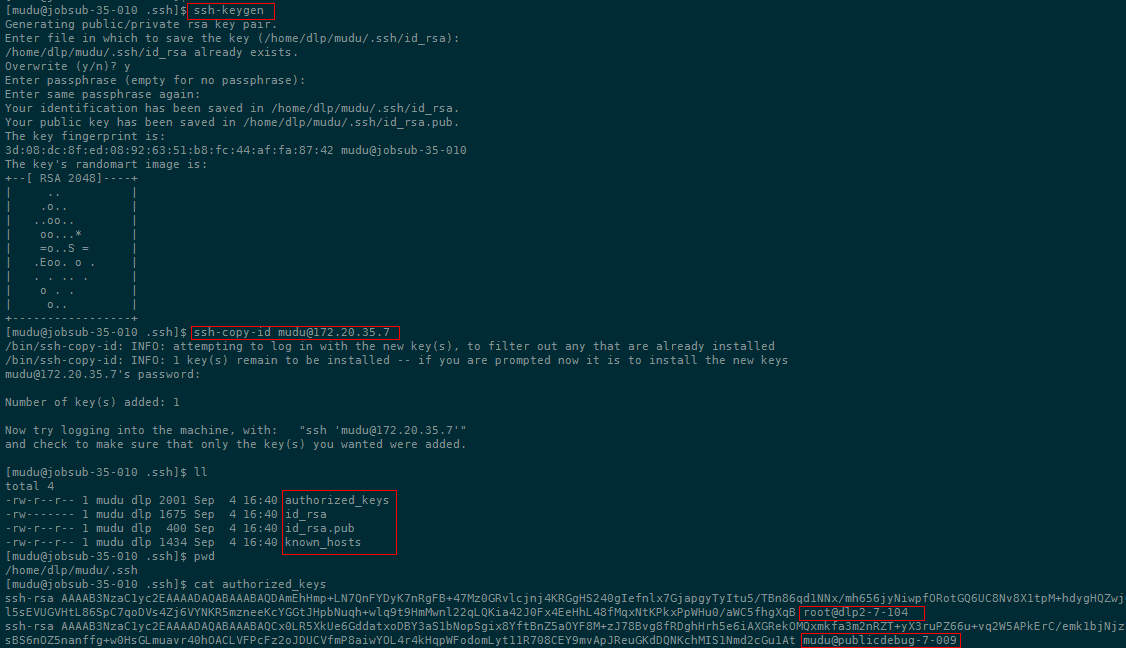 [mudu@jobsub-35-010 .ssh]$ ssh-keygen
Generating public/private rsa key pair.
Enter file in which to save the key (/home/dlp/mudu/.ssh/id_rsa):
/home/dlp/mudu/.ssh/id_rsa already exists.
Overwrite (y/n)? y
Enter passphrase (empty for no passphrase):
Enter same passphrase again:
Your identification has been saved in /home/dlp/mudu/.ssh/id_rsa.
Your public key has been saved in /home/dlp/mudu/.ssh/id_rsa.pub.
The key fingerprint is:
3d:08:dc:8f:ed:08:92:63:51:b8:fc:44:af:fa:87:42 mudu@jobsub-35-010
The key's randomart image is:
+--[ RSA 2048]----+
|     ..          |
|    .o..         |
|   ..oo..        |
|    oo...*       |
|    =o..S =      |
|   .Eoo. o .     |
|   . . .. .      |
|    o . .        |
|     o..         |
+-----------------+
[mudu@jobsub-35-010 .ssh]$ ssh-copy-id mudu@172.20.35.7
/bin/ssh-copy-id: INFO: attempting to log in with the new key(s), to filter out any that are already installed
/bin/ssh-copy-id: INFO: 1 key(s) remain to be installed -- if you are prompted now it is to install the new keys
mudu@172.20.35.7's password:
Number of key(s) added: 1
Now try logging into the machine, with:   "ssh 'mudu@172.20.35.7'"
and check to make sure that only the key(s) you wanted were added.
[mudu@jobsub-35-010 .ssh]$ ll
total 4
-rw-r--r-- 1 mudu dlp 2001 Sep  4 16:40 authorized_keys
-rw------- 1 mudu dlp 1675 Sep  4 16:40 id_rsa
-rw-r--r-- 1 mudu dlp  400 Sep  4 16:40 id_rsa.pub
-rw-r--r-- 1 mudu dlp 1434 Sep  4 16:40 known_hosts
[mudu@jobsub-35-010 .ssh]$ pwd
/home/dlp/mudu/.ssh
[mudu@jobsub-35-010 .ssh]$ cat authorized_keys
ssh-rsa AAAAB3NzaC1yc2EAAAADAQABAAABAQDAmEhHmp+LN7QnFYDyK7nRgFB+47Mz0GRvlcjnj4KRGgHS240gIefnlx7GjapgyTyItu5/TBn86qd1NNx/mh656jyNiwpfORotGQ6UC8Nv8X1tpM+hdygHQZwj
l5sEVUGVHtL86SpC7qoDVs4Zj6VYNKR5mzneeKcYGGtJHpbNuqh+wlq9t9HmMwnl22qLQKia42J0Fx4EeHhL48fMqxNtKPkxPpWHu0/aWC5fhgXqB root@dlp2-7-104
ssh-rsa AAAAB3NzaC1yc2EAAAADAQABAAABAQCx0LR5XkUe6GddatxoDBY3aS1bNopSgix8YftBnZ5aOYF8M+zJ78Bvg8fRDghHrh5e6iAXGRekOMQxmkfa3m2nRZT+yX3ruPZ66u+vq2W5APkErC/emk1bjNjz
sBS6nOZ5nanffg+w0HsGLmuavr40hOACLVFPcFz2oJDUCVfmP8aiwYOL4r4kHqpWFodomLyt11R708CEY9mvApJReuGKdDQNKchMIS1Nmd2cGu1At mudu@publicdebug-7-009